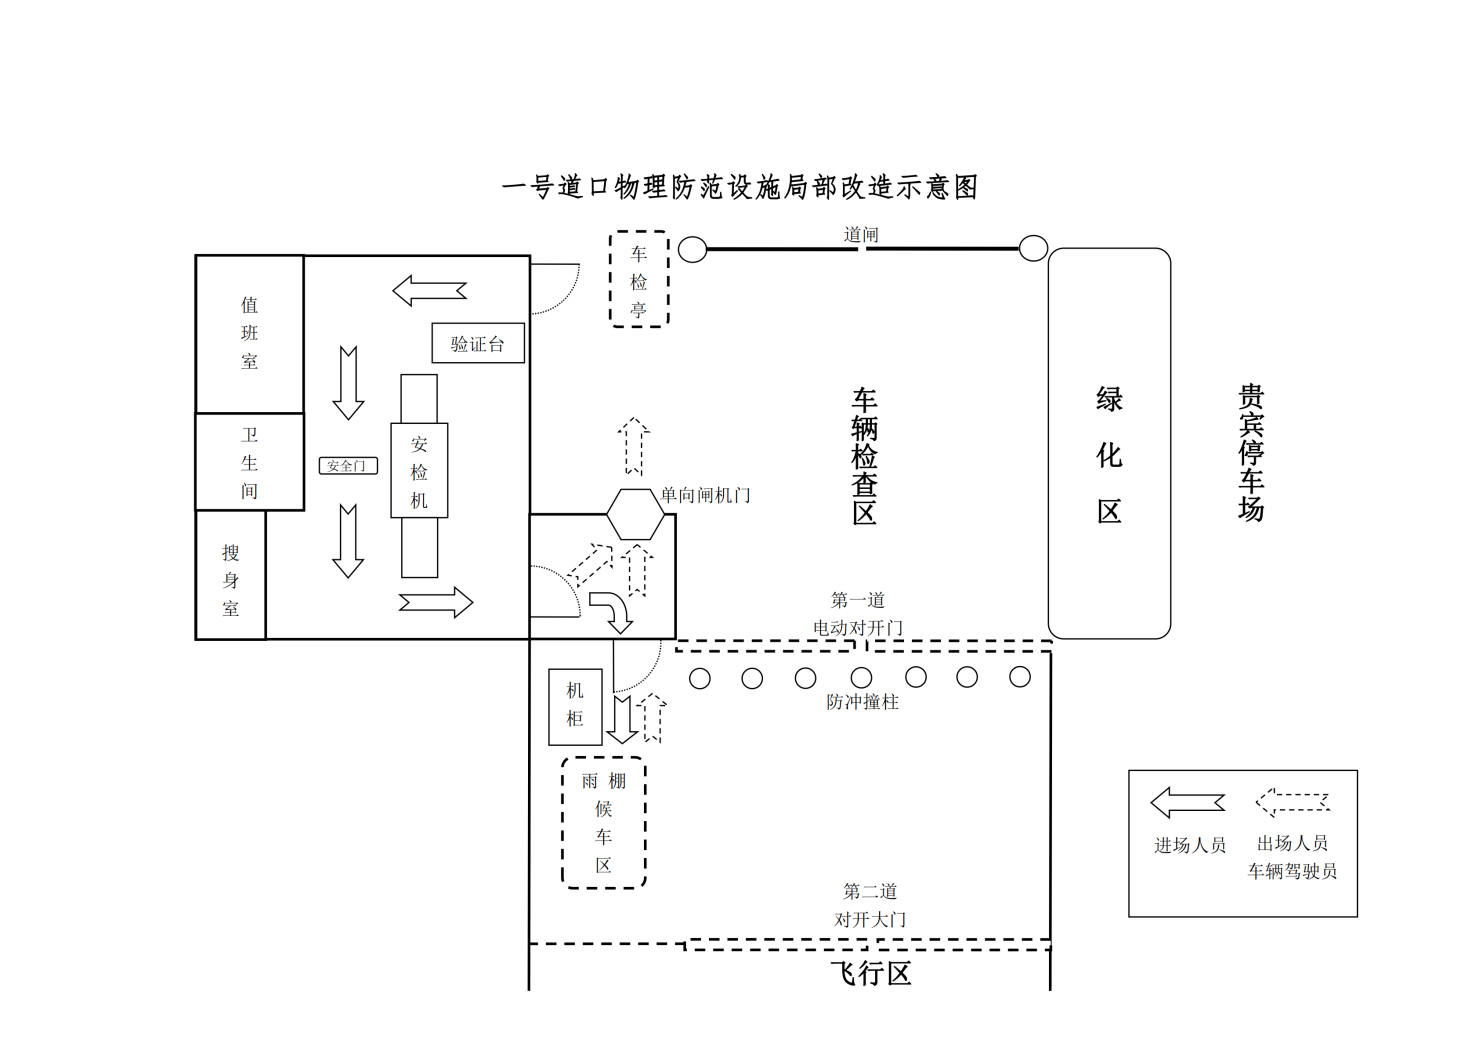 一号道口物理防范设施局部改造示意图
道闸
车检亭
值班室
验证台
卫生间
安全门
安检机
搜身室
单向闸机门
车辆检查区
绿化区
贵宾停车场
第一道
电动对开门
防冲撞柱
机柜
雨棚
候车区
第二道
对开大门
飞行区
进场人员
出场人员
车辆驾驶员